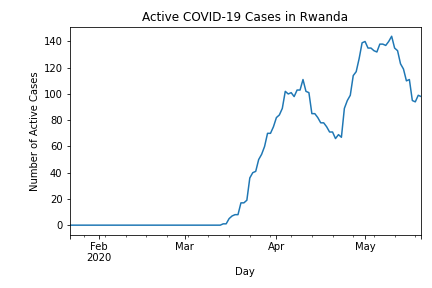 Active COVID-19 Cases in Rwanda
Number of Active Cases
140
120
100
80
60
40
20
0
Feb
2020
Mar
Apr
May
Day